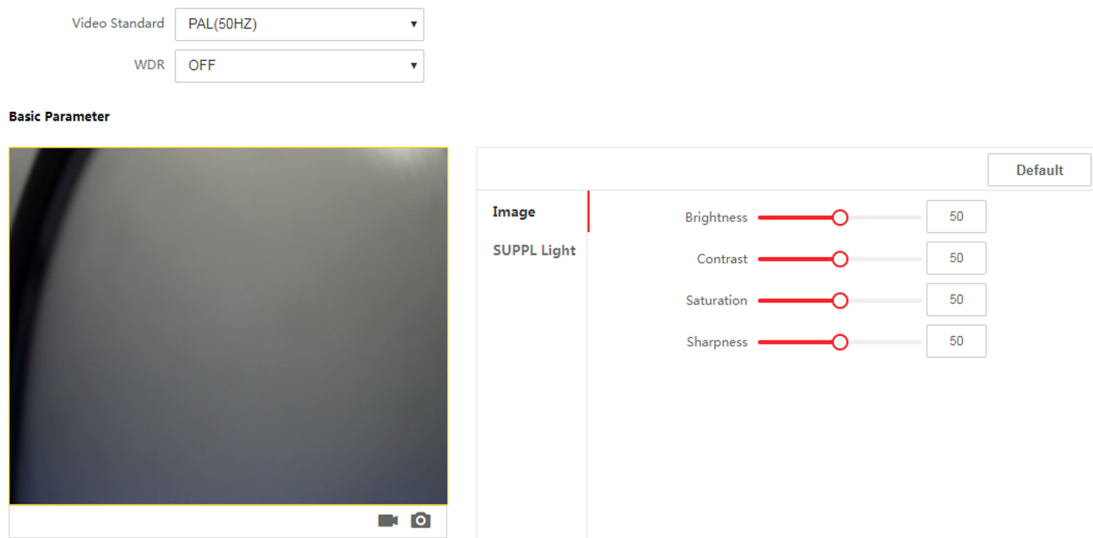 Video Standard PAL(50HZ)
WDR OFF
Basic Parameter
Default
Image
SUPPL Light
Brightness 50
Contrast 50
Saturation 50
Sharpness 50